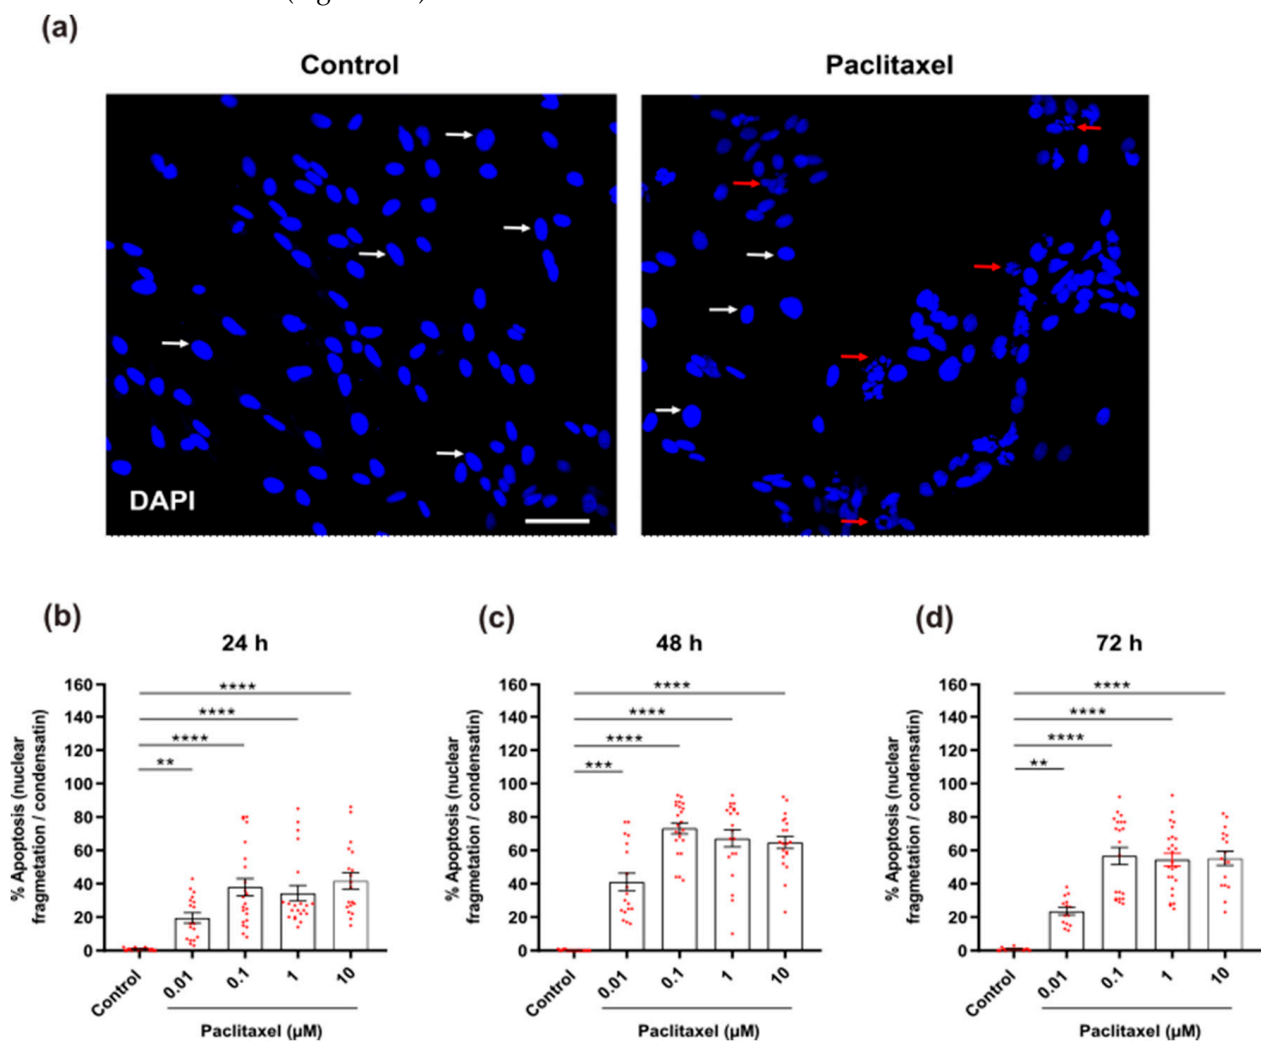 (a)
Control
Paclitaxel
DAPI
(b)
24 h
% Apoptosis (nuclear
fragmetation / condensatin)
160
140
120
100
80
60
40
20
0
****
****
****
**
Control
0.01
0.1
1
10
Paclitaxel (µM)
(c)
48 h
% Apoptosis (nuclear
fragmetation / condensatin)
160
140
120
100
80
60
40
20
0
****
****
****
***
Control
0.01
0.1
1
10
Paclitaxel (µM)
(d)
72 h
% Apoptosis (nuclear
fragmetation / condensatin)
160
140
120
100
80
60
40
20
0
****
****
****
**
Control
0.01
0.1
1
10
Paclitaxel (µM)